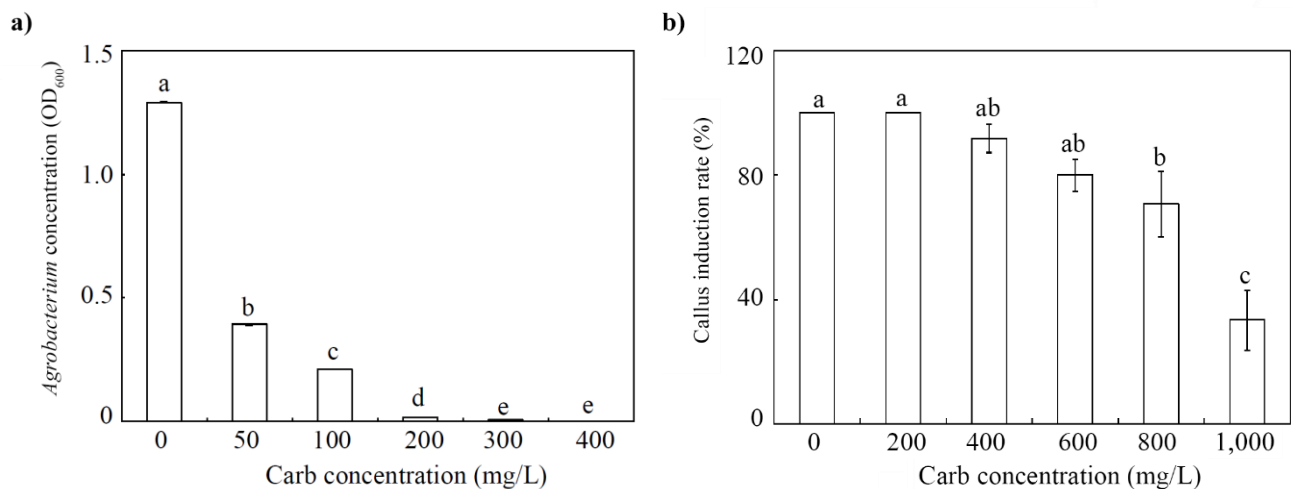 a)
Agrobacterium concentration (OD600)
1.5
1.0
0.5
0
a
b
c
d
e
e
0 50 100 200 300 400
Carb concentration (mg/L)
b)
Callus induction rate (%)
120
80
40
0
a
a
ab
ab
b
c
0 200 400 600 800 1,000
Carb concentration (mg/L)